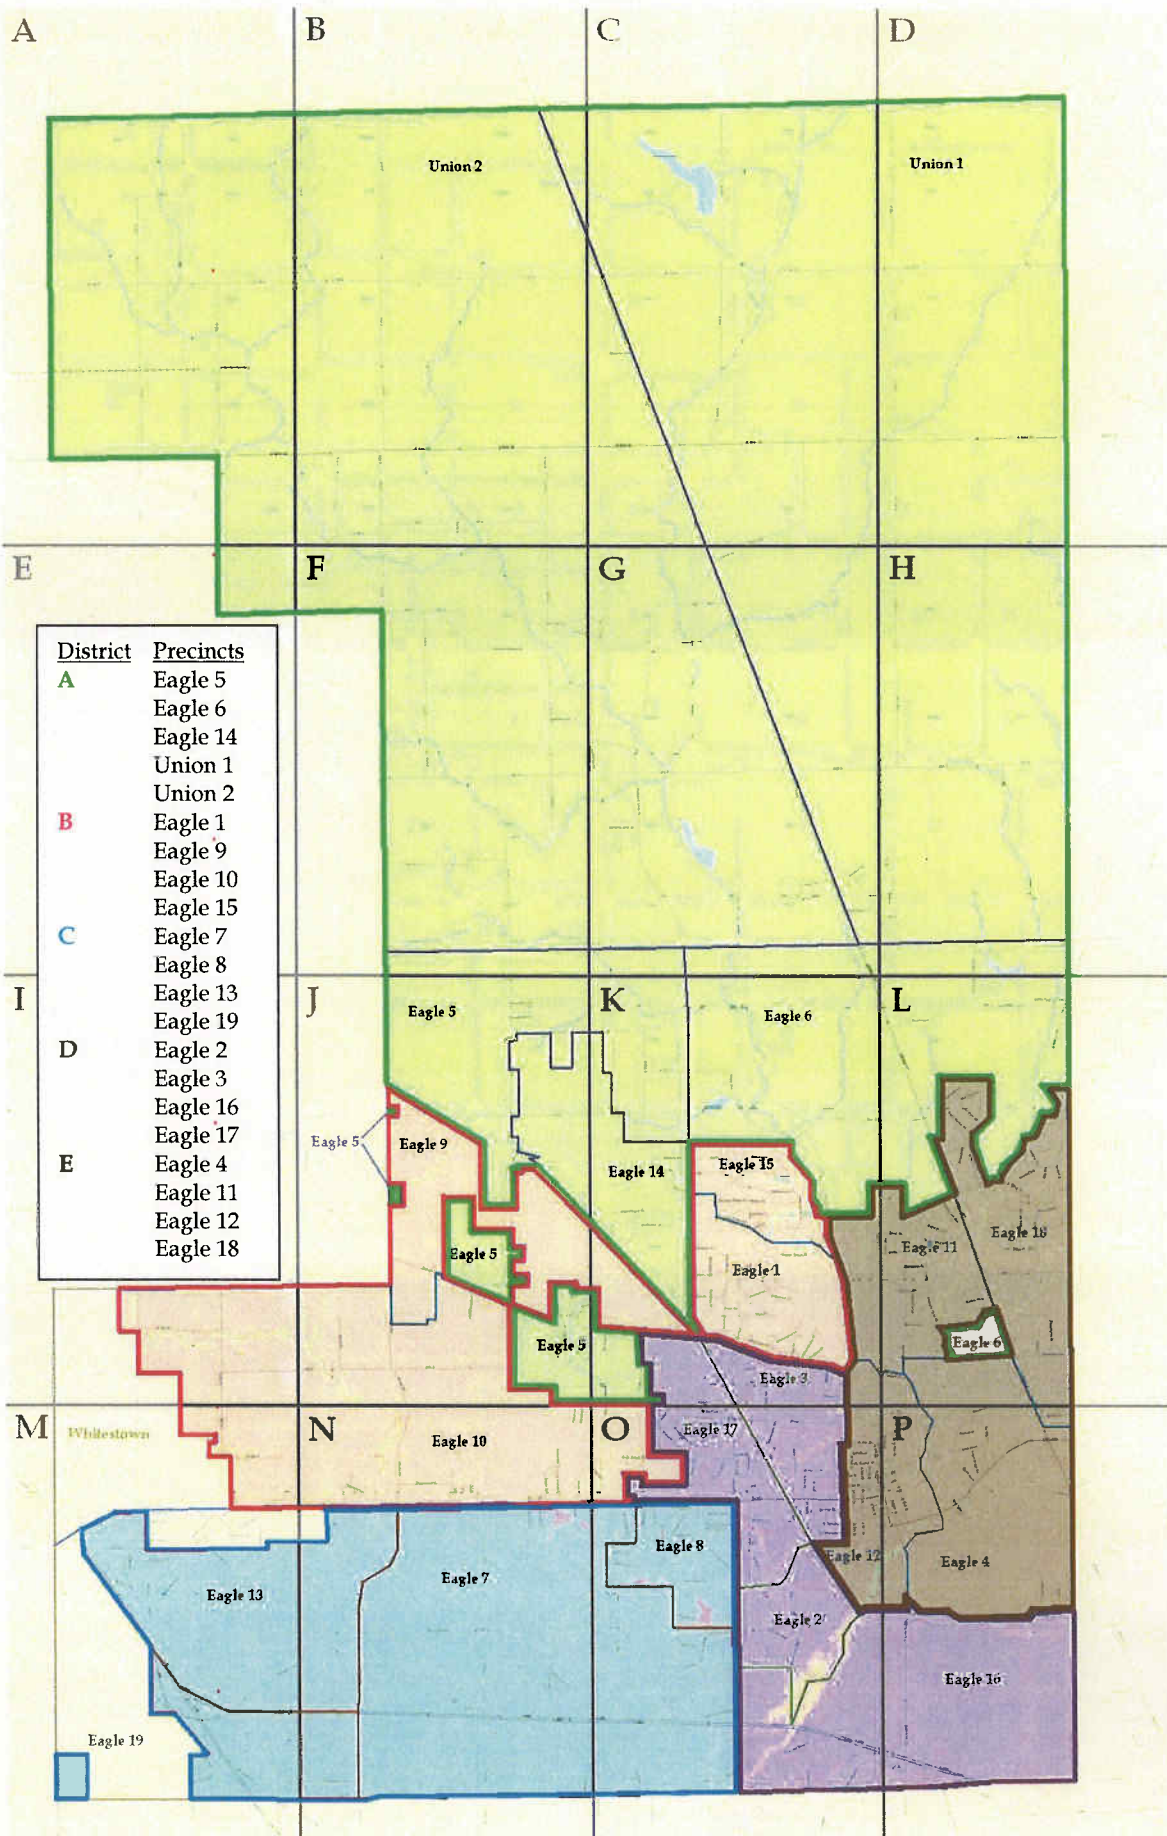 A
B
C
D
Union 2
Union 1
E
F
G
H
District Precincts
A Eagle 5
Eagle 6
Eagle 14
Union 1
Union 2
B Eagle 1
Eagle 9
Eagle 10
Eagle 15
C Eagle 7
Eagle 8
Eagle 13
Eagle 19
D Eagle 2
Eagle 3
Eagle 16
Eagle 17
E Eagle 4
Eagle 11
Eagle 12
Eagle 18
I
J
K
L
Eagle 5
Eagle 6
Eagle 5
Eagle 9
Eagle 14
Eagle 15
Eagle 11
Eagle 18
Eagle 5
Eagle 1
Eagle 5
Eagle 6
Eagle 3
M
N
O
P
Whitestown
Eagle 10
Eagle 17
Eagle 8
Eagle 12
Eagle 4
Eagle 13
Eagle 7
Eagle 2
Eagle 16
Eagle 19